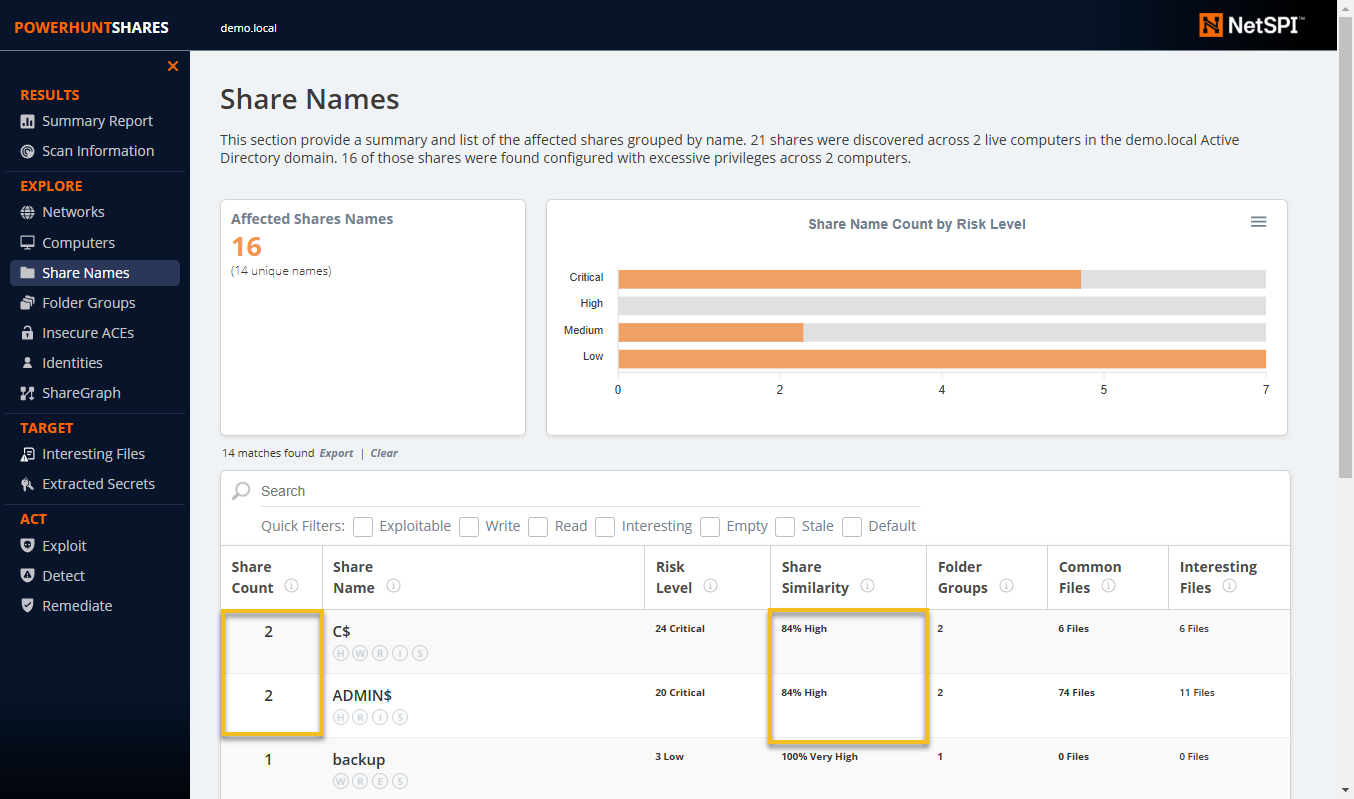 POWERHUNTSHARES
demo.local
NetSPI™
×
RESULTS
Summary Report
Scan Information
EXPLORE
Networks
Computers
Share Names
Folder Groups
Insecure ACEs
Identities
ShareGraph
TARGET
Interesting Files
Extracted Secrets
ACT
Exploit
Detect
Remediate
Share Names
This section provide a summary and list of the affected shares grouped by name. 21 shares were discovered across 2 live computers in the demo.local Active
Directory domain. 16 of those shares were found configured with excessive privileges across 2 computers.
Affected Shares Names
16
(14 unique names)
Share Name Count by Risk Level
Critical
High
Medium
Low
0 2 4 5 7
14 matches found Export | Clear
Search
Quick Filters: Exploitable Write Read Interesting Empty Stale Default
Share Count Share Name Risk Level Share Similarity Folder Groups Common Files Interesting Files
2 C$ 24 Critical 84% High 2 6 Files 6 Files
H W R I S
2 ADMIN$ 20 Critical 84% High 2 74 Files 11 Files
H R I S
1 backup 3 Low 100% Very High 1 0 Files 0 Files
W R E S